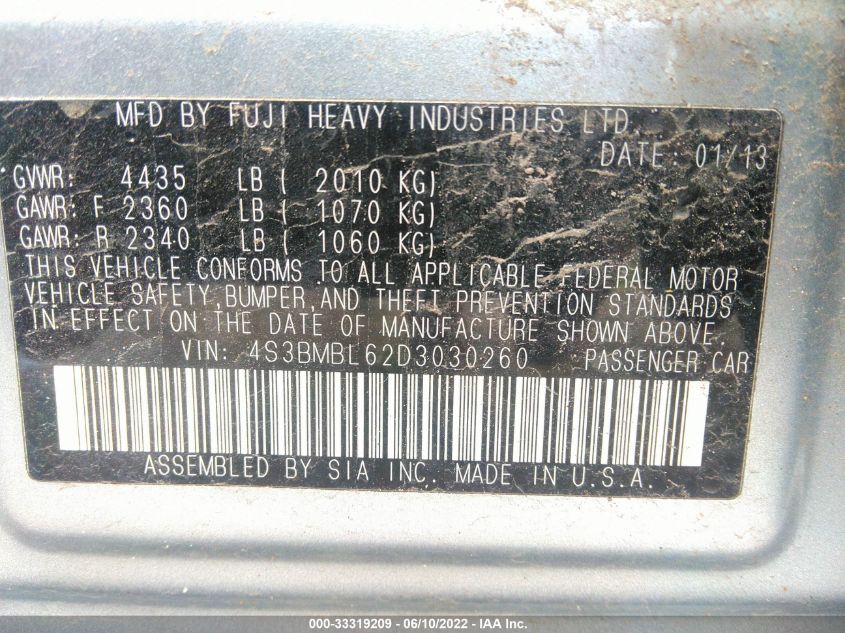 MFD BY FUJI HEAVY INDUSTRIES LTD.
DATE: 01/13
GVWR: 4435 LB ( 2010 KG)
GAWR: F 2360 LB ( 1070 KG)
GAWR: R 2340 LB ( 1060 KG)
THIS VEHICLE CONFORMS TO ALL APPLICABLE FEDERAL MOTOR
VEHICLE SAFETY, BUMPER, AND THEFT PREVENTION STANDARDS
IN EFFECT ON THE DATE OF MANUFACTURE SHOWN ABOVE.
VIN: 4S3BMBL62D3030260 PASSENGER CAR
ASSEMBLED BY SIA INC. MADE IN U.S.A.
000-33319209 - 06/10/2022 - IAA Inc.